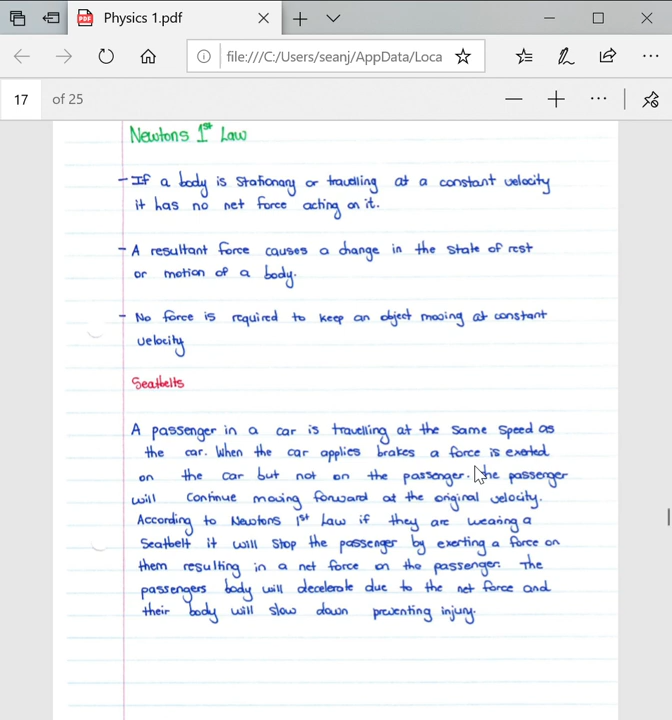 Physics 1.pdf
file:///C:/Users/seanj/AppData/Loca
17 of 25
Newtons 1st Law
- If a body is stationary or travelling at a constant velocity
it has no net force acting on it.
- A resultant force causes a change in the state of rest
or motion of a body.
- No force is required to keep an object moving at constant
velocity
Seatbelts
A passenger in a car is travelling at the same speed as
the car. When the car applies brakes a force is exerted
on the car but not on the passenger. The passenger
will continue moving forward at the original velocity.
According to Newtons 1st Law if they are wearing a
Seatbelt it will stop the passenger by exerting a force on
them resulting in a net force on the passenger. The
passengers body will decelerate due to the net force and
their body will slow down preventing injury.